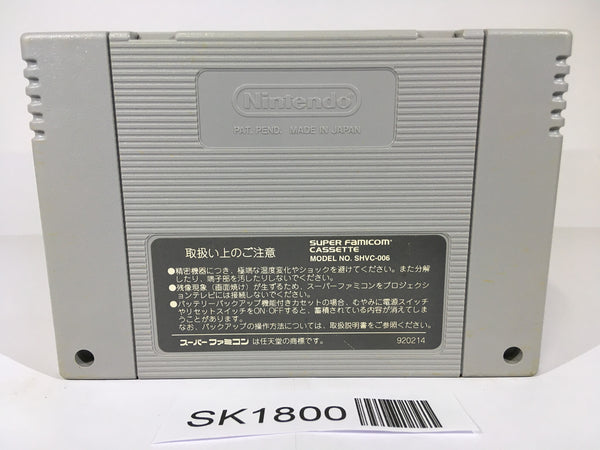 Nintendo
PAT. PEND. MADE IN JAPAN
取扱い上のご注意
SUPER FAMICOM
CASSETTE
MODEL NO. SHVC-006
●精密機器につき、極端な温度変化やショックを避けてください。また分解
したり、端子部を汚したりしないでください。
●残像現象（画面焼け）が生ずるため、スーパーファミコンをプロジェクシ
ョンテレビには接続しないでください。
●バッテリーバックアップ機能付きカセットの場合、むやみに電源スイッチ
やリセットスイッチをON・OFFすると、蓄積されている内容が消えてしま
うことがあります。
なお、バックアップの操作方法については、取扱説明書をご参照ください。
スーパーファミコン は任天堂の商標です。 920214
SK1800